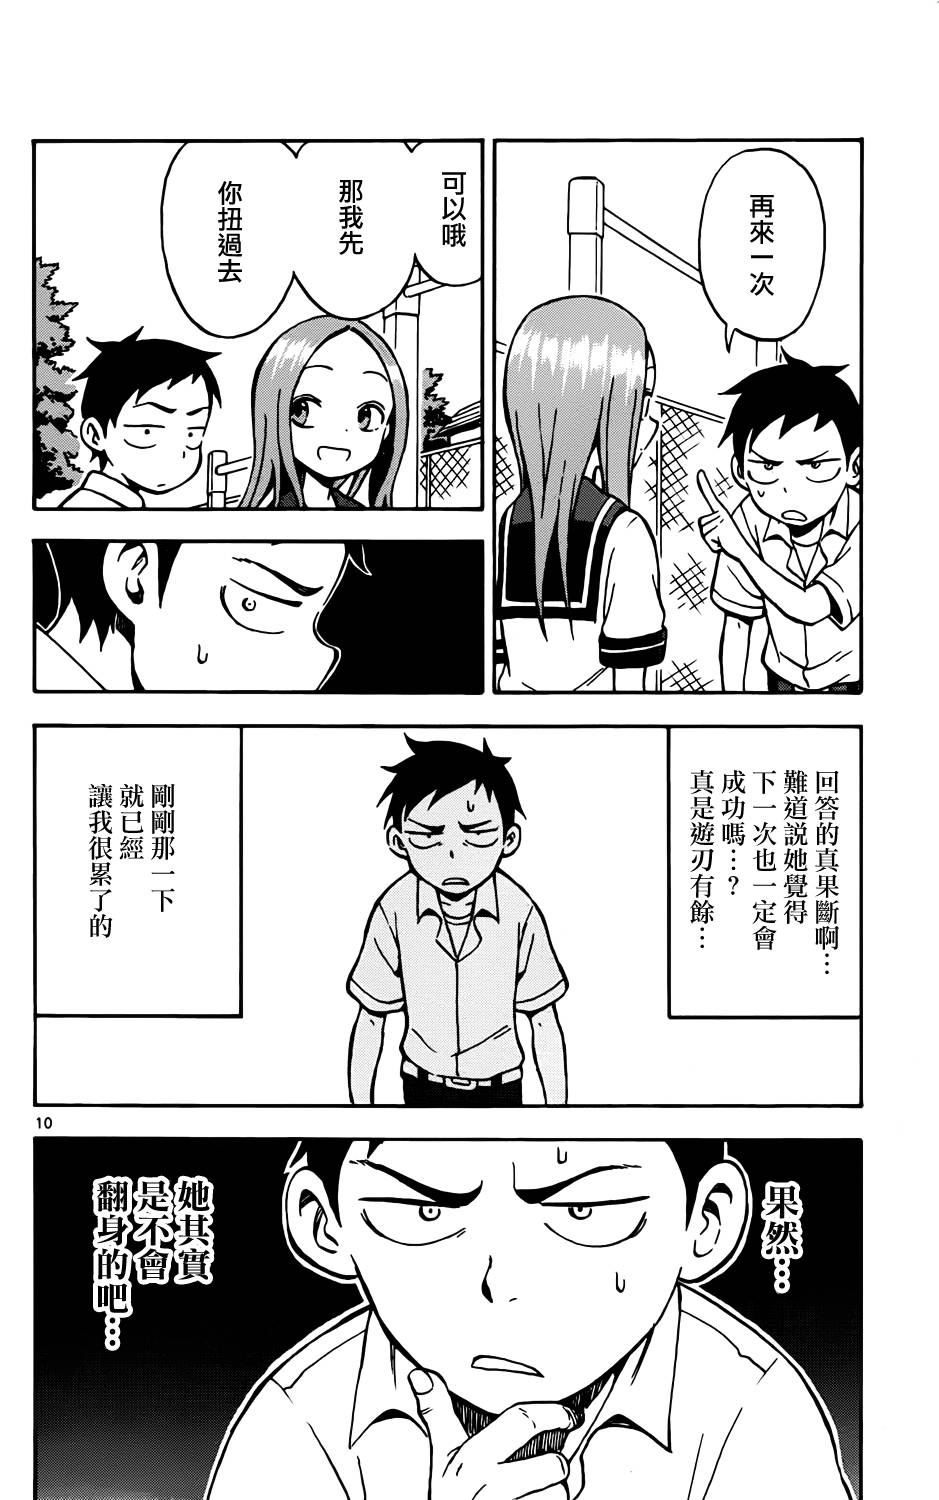 再來一次
可以哦
那我先
你扭過去
回答的真果斷啊…
難道說她覺得
下一次也一定會
成功嗎…?
真是遊刃有餘…
剛剛那一下
就已經
讓我很累了的
10
果然…
她其實
是不會
翻身的吧…